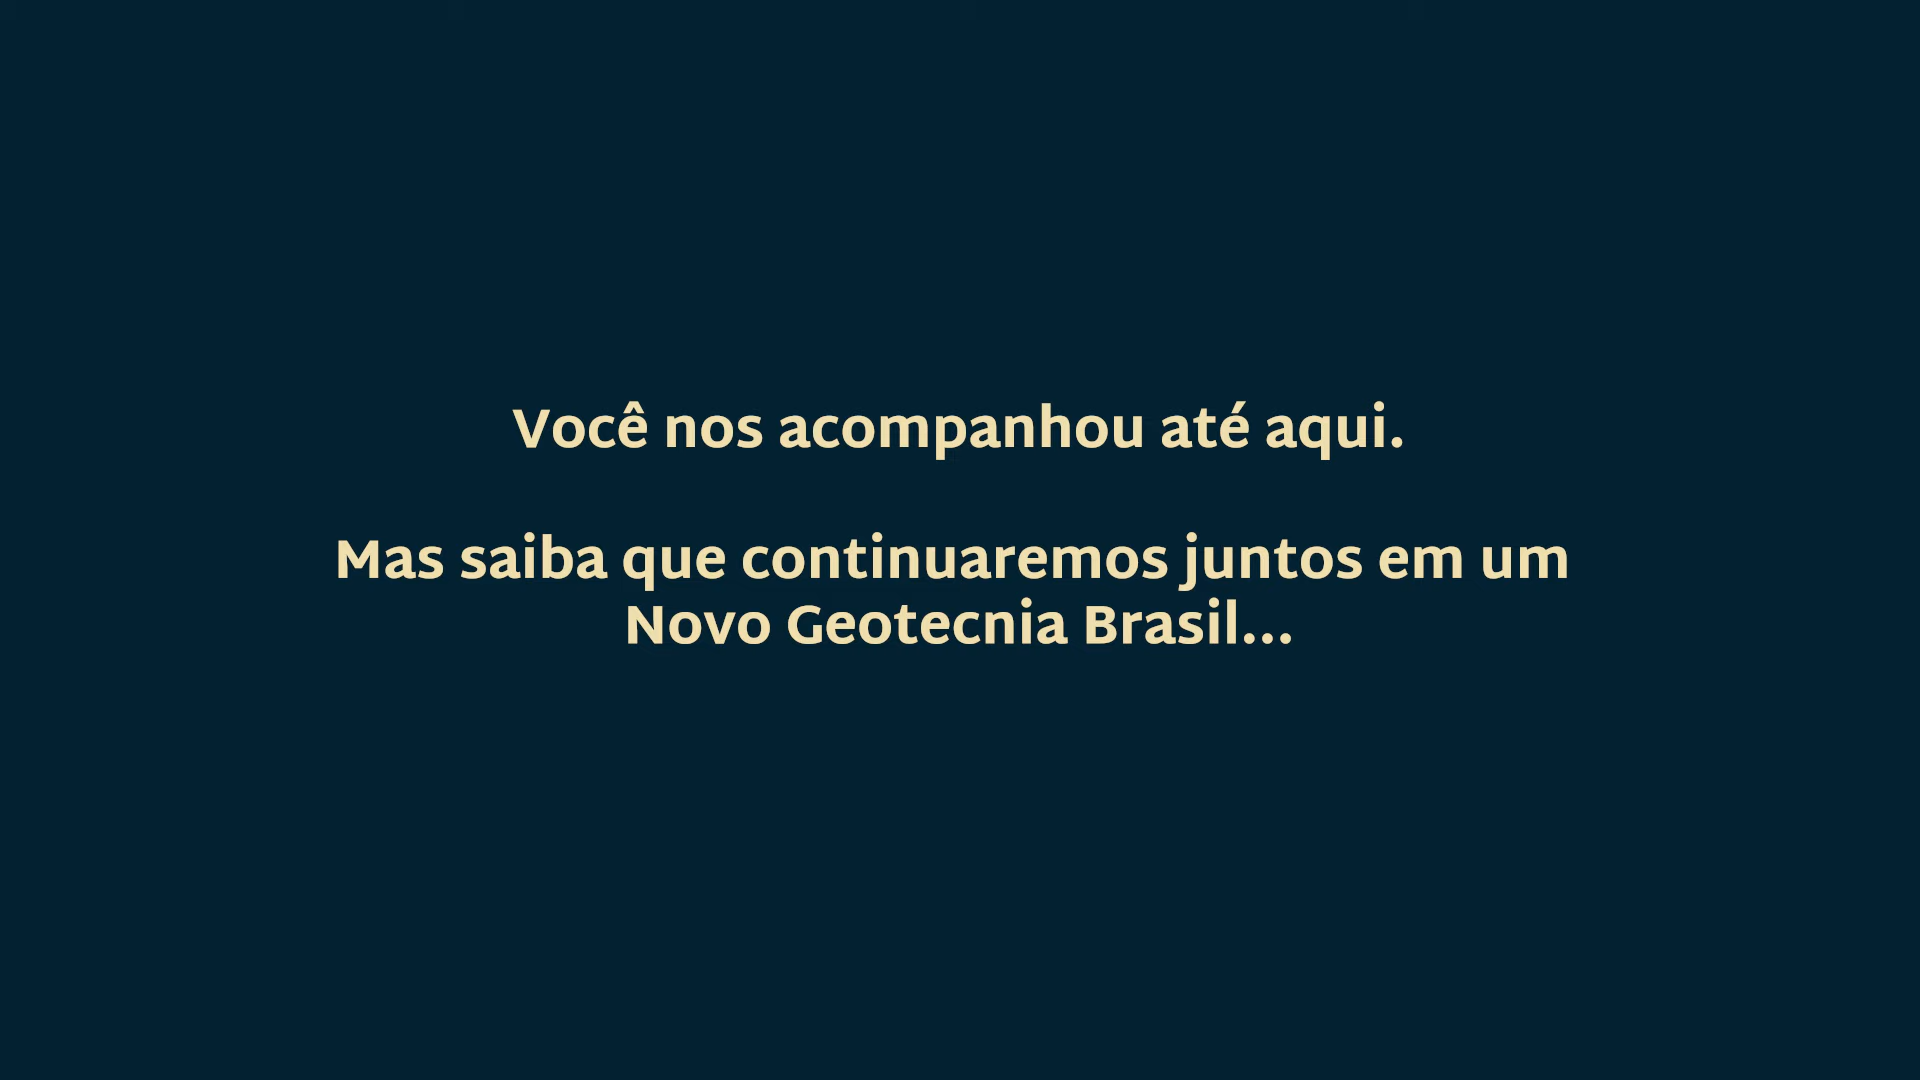 Você nos acompanhou até aqui.
Mas saiba que continuaremos juntos em um
Novo Geotecnia Brasil...